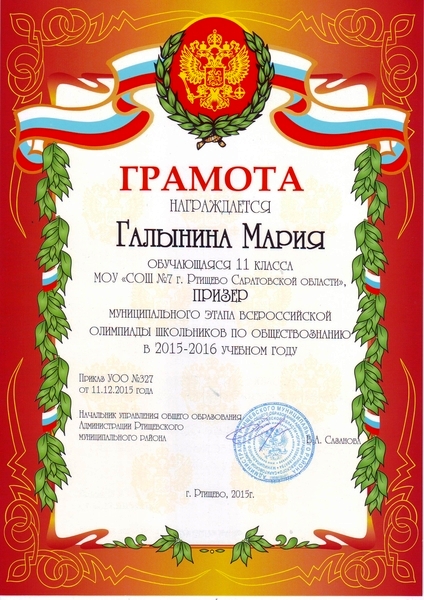 ГРАМОТА
НАГРАЖДАЕТСЯ
Галынина Мария
обучающаяся 11 класса
МОУ «СОШ №7 г. Ртищево Саратовской области»,
ПРИЗЕР
муниципального этапа всероссийской
олимпиады школьников по обществознанию
в 2015-2016 учебном году
Приказ УОО №327
от 11.12.2015 года
Начальник управления общего образования
Администрации Ртищевского
муниципального района
В.А. Сазанова
г. Ртищево, 2015г.